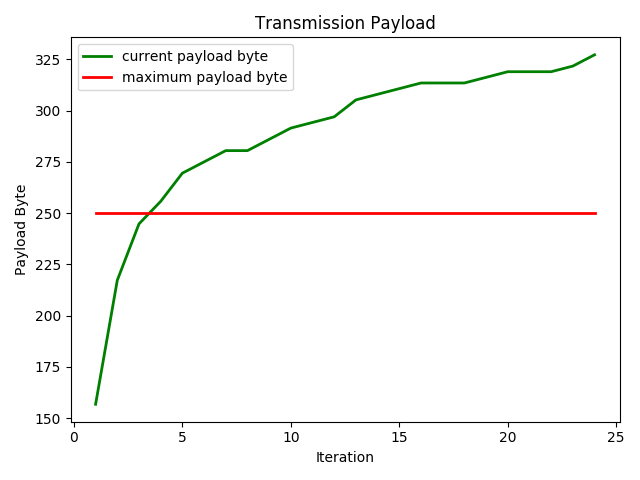 Transmission Payload
current payload byte
maximum payload byte
Payload Byte
325
300
275
250
225
200
175
150
0 5 10 15 20 25
Iteration